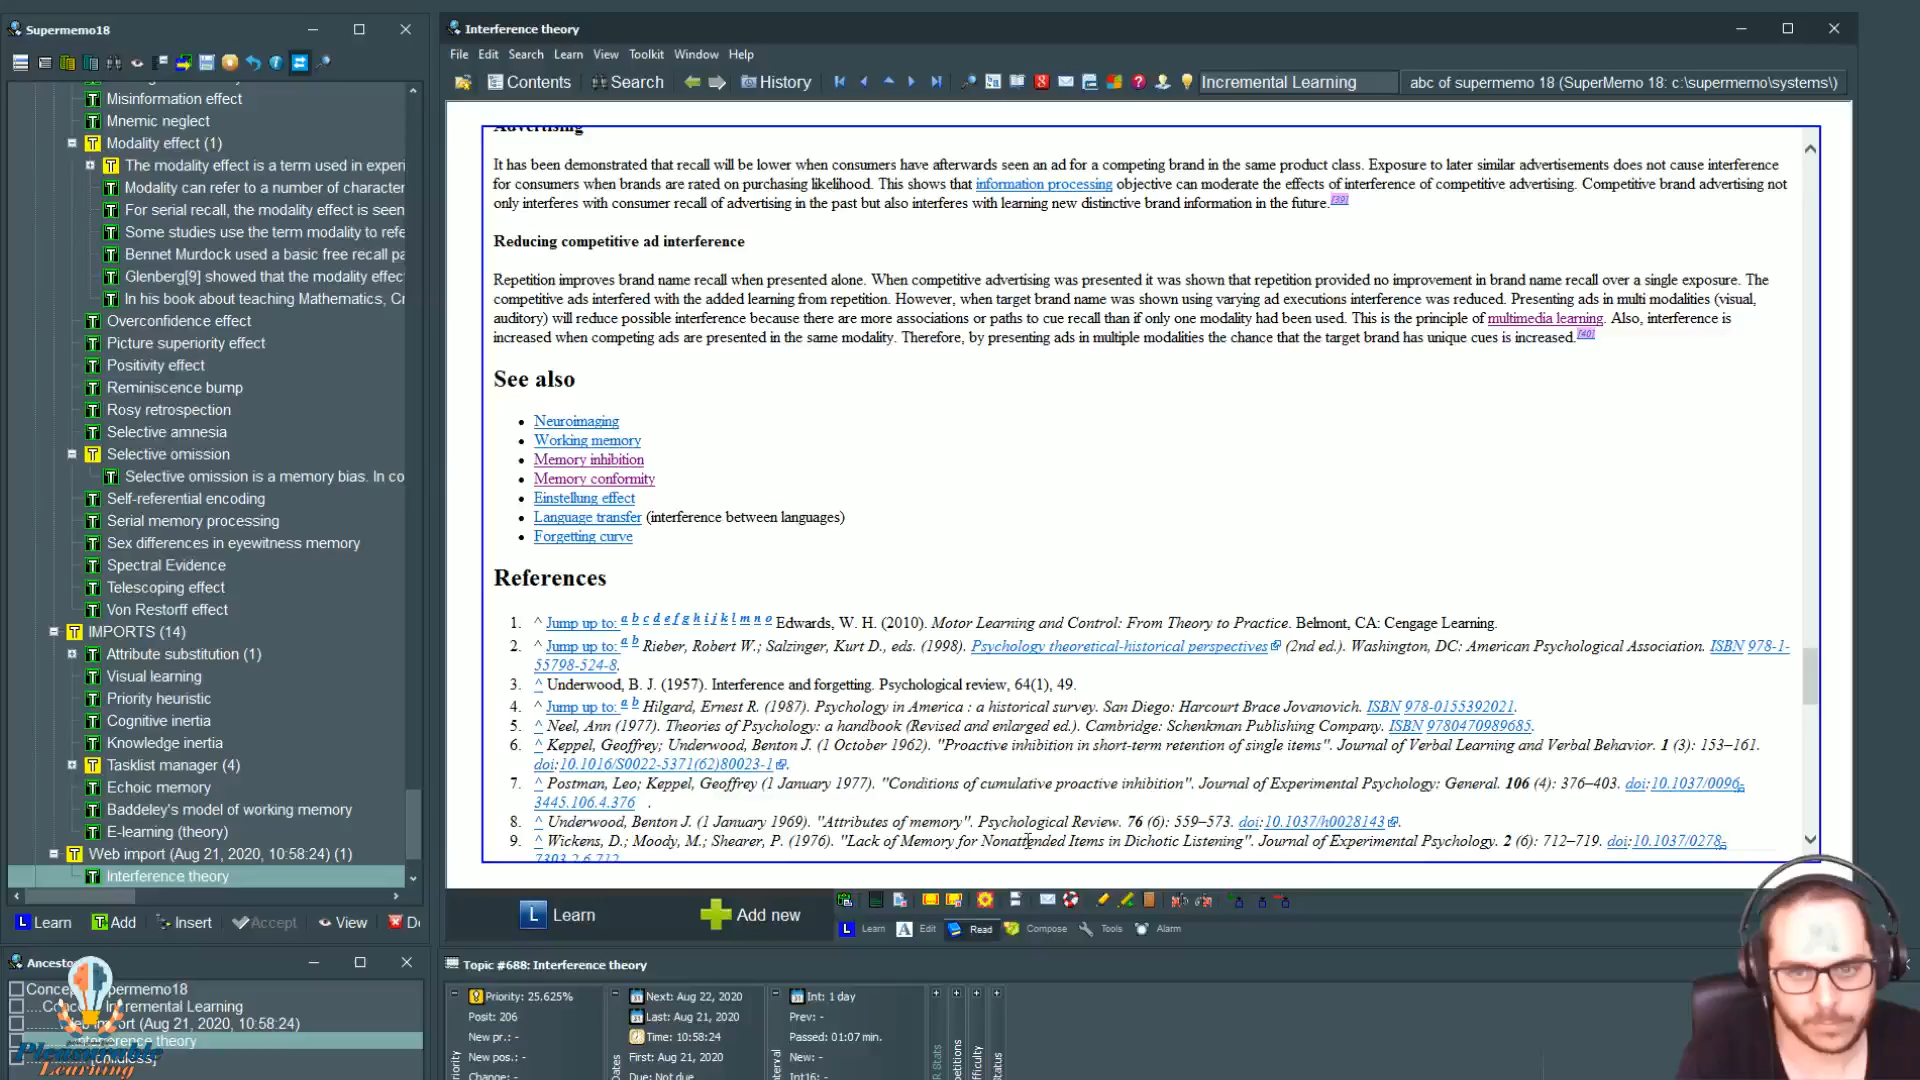 Supermemo18
Misinformation effect
Mnemic neglect
Modality effect (1)
The modality effect is a term used in experi
Modality can refer to a number of character
For serial recall, the modality effect is seen
Some studies use the term modality to refe
Bennet Murdock used a basic free recall pa
Glenberg[9] showed that the modality effec
In his book about teaching Mathematics, Cr
Overconfidence effect
Picture superiority effect
Positivity effect
Reminiscence bump
Rosy retrospection
Selective amnesia
Selective omission
Selective omission is a memory bias. In co
Self-referential encoding
Serial memory processing
Sex differences in eyewitness memory
Spectral Evidence
Telescoping effect
Von Restorff effect
IMPORTS (14)
Attribute substitution (1)
Visual learning
Priority heuristic
Cognitive inertia
Knowledge inertia
Tasklist manager (4)
Echoic memory
Baddeley's model of working memory
E-learning (theory)
Web import (Aug 21, 2020, 10:58:24) (1)
Interference theory
Learn Add Insert Accept View D
Interference theory
File Edit Search Learn View Toolkit Window Help
Contents Search History Incremental Learning abc of supermemo 18 (SuperMemo 18: c:\supermemo\systems\)
Advertising
It has been demonstrated that recall will be lower when consumers have afterwards seen an ad for a competing brand in the same product class. Exposure to later similar advertisements does not cause interference
for consumers when brands are rated on purchasing likelihood. This shows that information processing objective can moderate the effects of interference of competitive advertising. Competitive brand advertising not
only interferes with consumer recall of advertising in the past but also interferes with learning new distinctive brand information in the future.[39]
Reducing competitive ad interference
Repetition improves brand name recall when presented alone. When competitive advertising was presented it was shown that repetition provided no improvement in brand name recall over a single exposure. The
competitive ads interfered with the added learning from repetition. However, when target brand name was shown using varying ad executions interference was reduced. Presenting ads in multi modalities (visual,
auditory) will reduce possible interference because there are more associations or paths to cue recall than if only one modality had been used. This is the principle of multimedia learning. Also, interference is
increased when competing ads are presented in the same modality. Therefore, by presenting ads in multiple modalities the chance that the target brand has unique cues is increased.[40]
See also
• Neuroimaging
• Working memory
• Memory inhibition
• Memory conformity
• Einstellung effect
• Language transfer (interference between languages)
• Forgetting curve
References
1. ^ Jump up to: a b c d e f g h i j k l m n o Edwards, W. H. (2010). Motor Learning and Control: From Theory to Practice. Belmont, CA: Cengage Learning.
2. ^ Jump up to: a b Rieber, Robert W.; Salzinger, Kurt D., eds. (1998). Psychology theoretical-historical perspectives (2nd ed.). Washington, DC: American Psychological Association. ISBN 978-1-
55798-524-8.
3. ^ Underwood, B. J. (1957). Interference and forgetting. Psychological review, 64(1), 49.
4. ^ Jump up to: a b Hilgard, Ernest R. (1987). Psychology in America : a historical survey. San Diego: Harcourt Brace Jovanovich. ISBN 978-0155392021.
5. ^ Neel, Ann (1977). Theories of Psychology: a handbook (Revised and enlarged ed.). Cambridge: Schenkman Publishing Company. ISBN 9780470989685.
6. ^ Keppel, Geoffrey; Underwood, Benton J. (1 October 1962). "Proactive inhibition in short-term retention of single items". Journal of Verbal Learning and Verbal Behavior. 1 (3): 153–161.
doi:10.1016/S0022-5371(62)80023-1.
7. ^ Postman, Leo; Keppel, Geoffrey (1 January 1977). "Conditions of cumulative proactive inhibition". Journal of Experimental Psychology: General. 106 (4): 376–403. doi:10.1037/0096-
3445.106.4.376 .
8. ^ Underwood, Benton J. (1 January 1969). "Attributes of memory". Psychological Review. 76 (6): 559–573. doi:10.1037/h0028143.
9. ^ Wickens, D.; Moody, M.; Shearer, P. (1976). "Lack of Memory for Nonattended Items in Dichotic Listening". Journal of Experimental Psychology. 2 (6): 712–719. doi:10.1037/0278-
7393.2.6.712
Learn Add new
Learn Edit Read Compose Tools Alarm
Ancesto
Conce upermemo18
....Conc Incremental Learning
Web import (Aug 21, 2020, 10:58:24)
Interference theory
[childless]
Pleasurable
Learning
Topic #688: Interference theory
Priority: 25.625%
Posit: 206
New pr.: -
New pos.: -
Change: -
Next: Aug 22, 2020
Last: Aug 21, 2020
Time: 10:58:24
First: Aug 21, 2020
Due: Not due
Int: 1 day
Prev: -
Passed: 01:07 min.
New: -
Int16: -